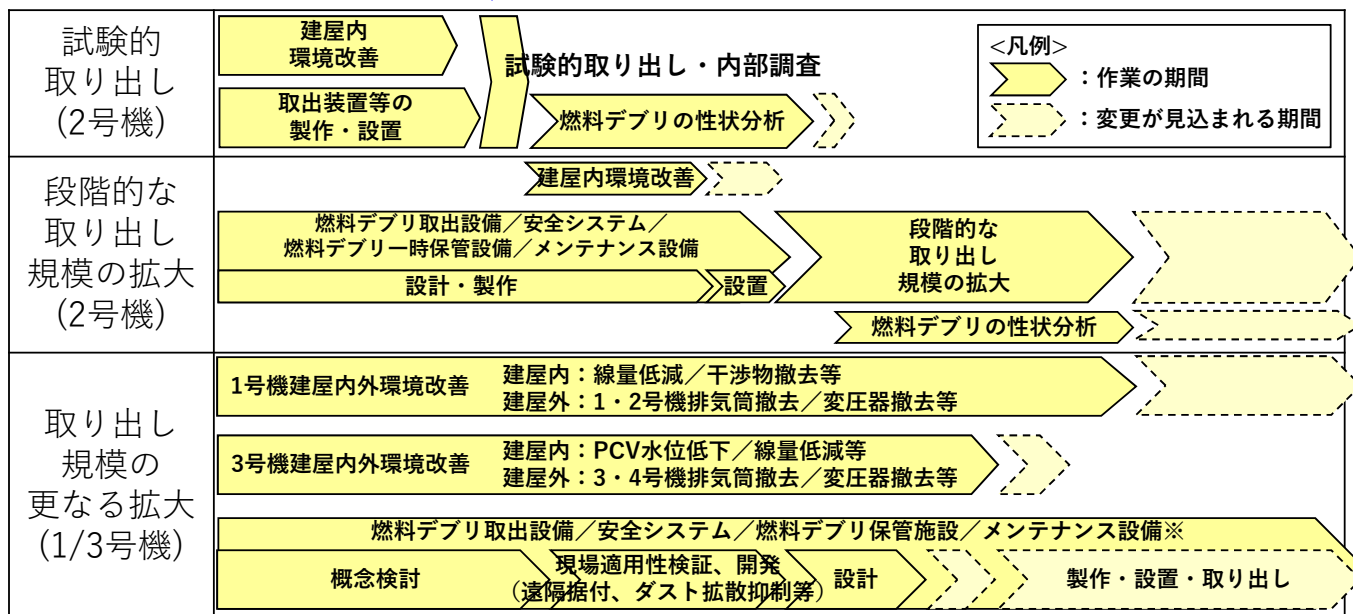 試験的
取り出し
(2号機)
建屋内
環境改善
取出装置等の
製作・設置
試験的取り出し・内部調査
燃料デブリの性状分析
<凡例>
：作業の期間
：変更が見込まれる期間
段階的な
取り出し
規模の拡大
(2号機)
建屋内環境改善
燃料デブリ取出設備／安全システム／
燃料デブリ一時保管設備／メンテナンス設備
設計・製作
設置
段階的な
取り出し
規模の拡大
燃料デブリの性状分析
取り出し
規模の
更なる拡大
(1/3号機)
1号機建屋内外環境改善
建屋内：線量低減／干渉物撤去等
建屋外：1・2号機排気筒撤去／変圧器撤去等
3号機建屋内外環境改善
建屋内：PCV水位低下／線量低減等
建屋外：3・4号機排気筒撤去／変圧器撤去等
燃料デブリ取出設備／安全システム／燃料デブリ保管施設／メンテナンス設備※
概念検討
現場適用性検証、開発
（遠隔据付、ダスト拡散抑制等）
設計
製作・設置・取り出し